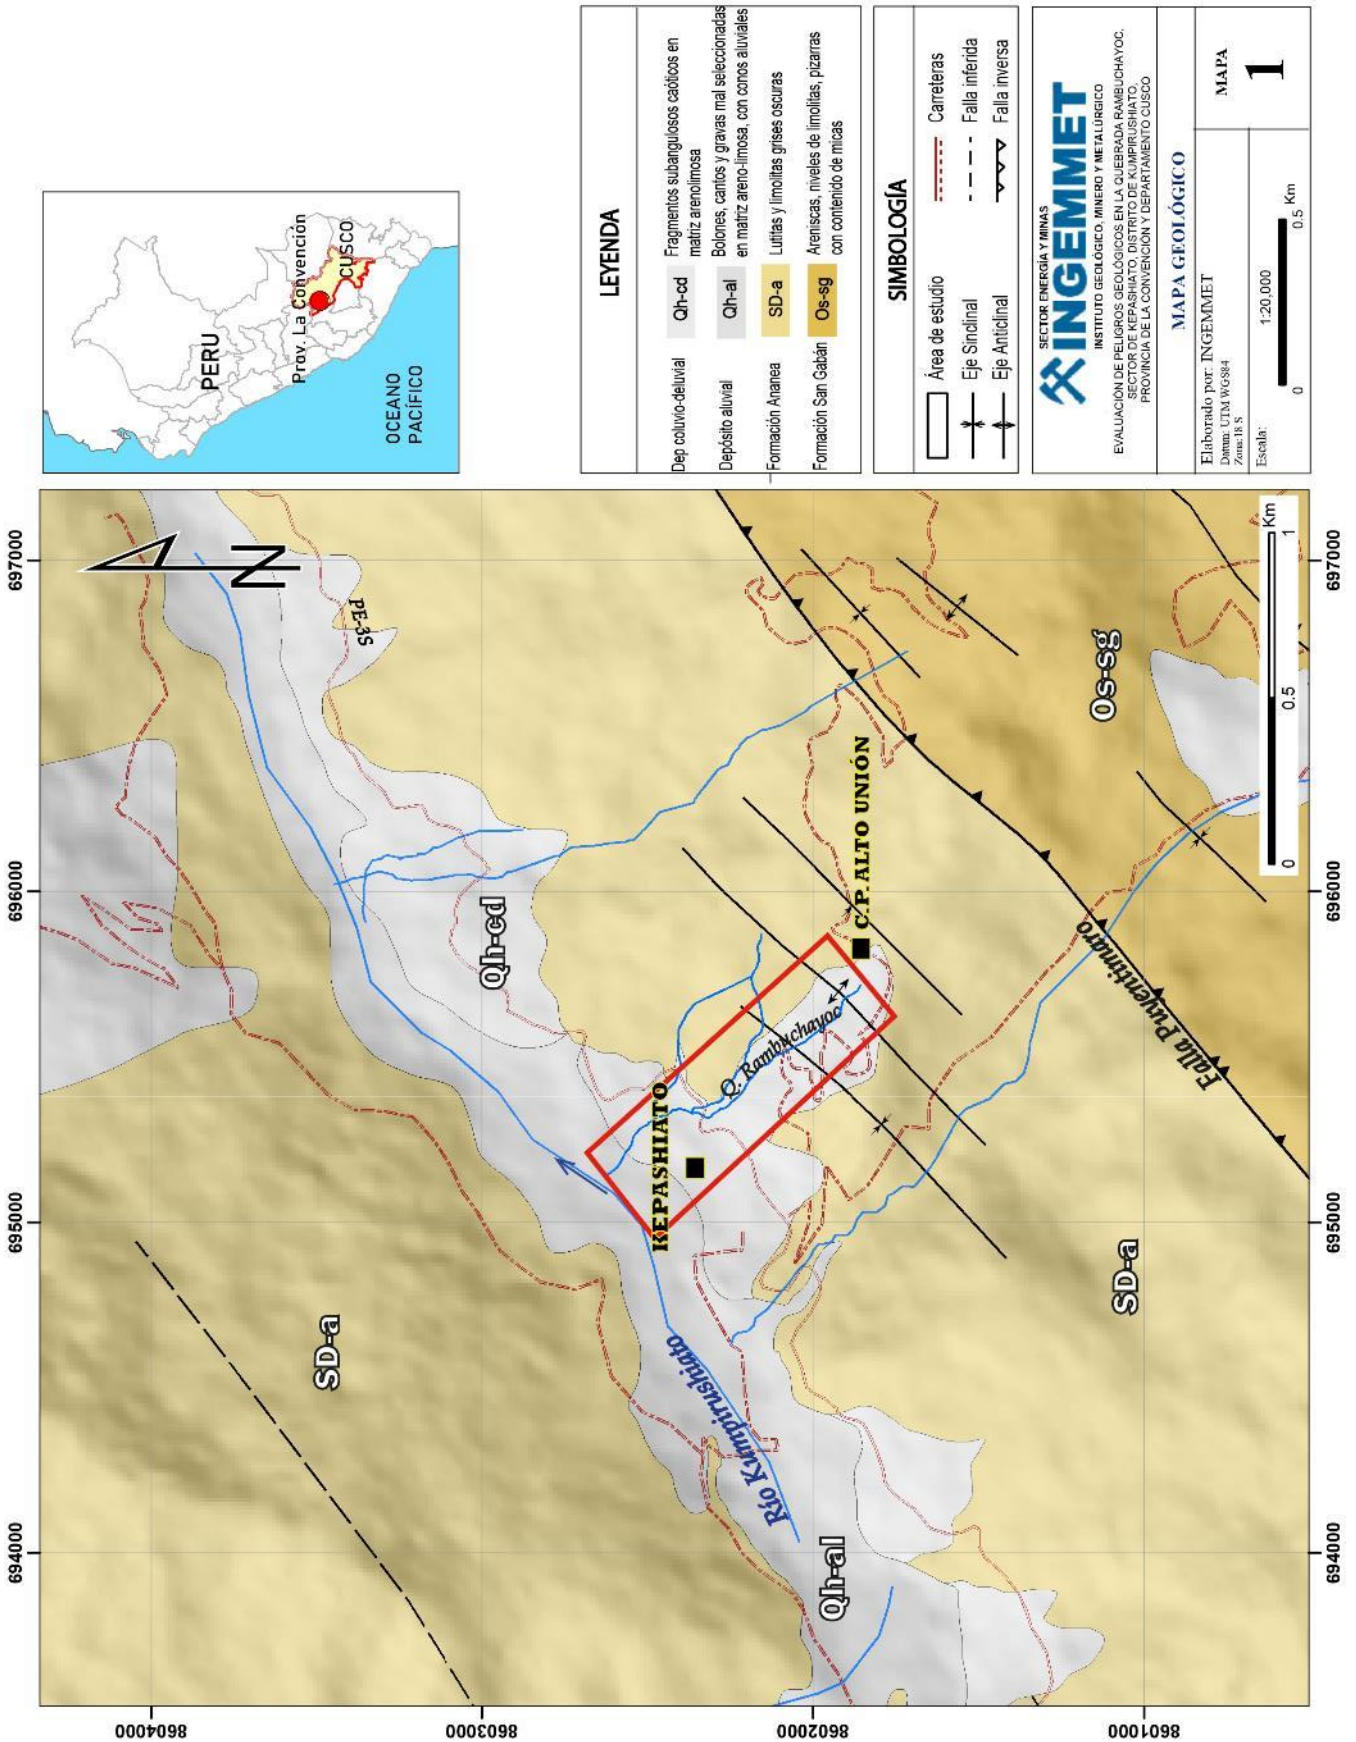 697000
696000
695000
694000
8604000
8603000
8602000
8601000
697000
696000
695000
694000
N
PE-3S
Qh-cd
Os-sg
C.P. ALTO UNIÓN
KEPASHIATO
Q. Rambuchayoc
Falla Puyentimaro
SD-a
SD-a
Río Kumpirushiato
Qh-al
0
0.5
1
Km
PERU
Prov. La Convención
CUSCO
OCEANO
PACÍFICO
LEYENDA
Dep coluvio-deluvial
Qh-cd
Fragmentos subangulosos caóticos en
matriz arenolimosa
Depósito aluvial
Qh-al
Bolones, cantos y gravas mal seleccionadas
en matriz areno-limosa, con conos aluviales
Formación Ananea
SD-a
Lutitas y limolitas grises oscuras
Formación San Gabán
Os-sg
Areniscas, niveles de limolitas, pizarras
con contenido de micas
SIMBOLOGÍA
Área de estudio
Carreteras
Eje Sinclinal
Falla inferida
Eje Anticlinal
Falla inversa
SECTOR ENERGÍA Y MINAS
INGEMMET
INSTITUTO GEOLÓGICO, MINERO Y METALÚRGICO
EVALUACIÓN DE PELIGROS GEOLÓGICOS EN LA QUEBRADA RAMBUCHAYOC,
SECTOR DE KEPASHIATO, DISTRITO DE KUMPIRUSHIATO,
PROVINCIA DE LA CONVENCIÓN Y DEPARTAMENTO CUSCO
MAPA GEOLÓGICO
Elaborado por: INGEMMET
Datum: UTM WGS84
Zona: 18 S
MAPA
1
Escala:
1:20,000
0
0.5
Km